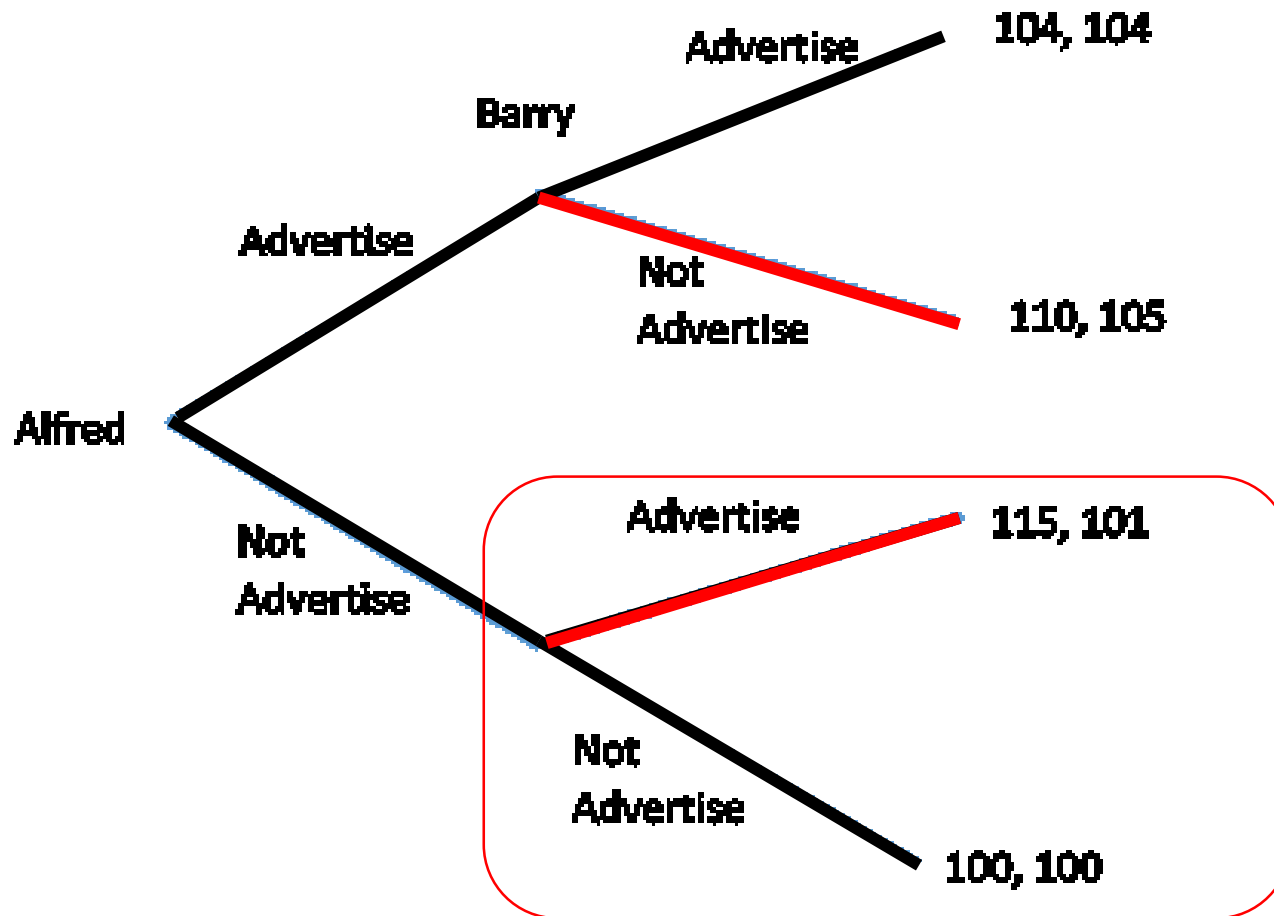 Advertise
104, 104
Barry
Advertise
Not
Advertise
110, 105
Alfred
Not
Advertise
Advertise
115, 101
Not
Advertise
100, 100